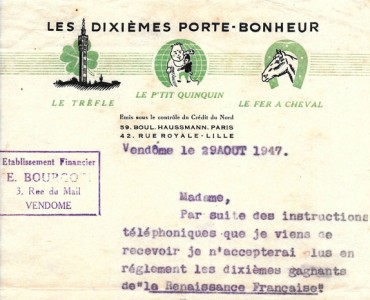 LES DIXIÈMES PORTE-BONHEUR
LE TRÈFLE
LE P'TIT QUINQUIN
LE FER A CHEVAL
Emis sous le contrôle du Crédit du Nord
59. BOUL. HAUSSMANN. PARIS
42. RUE ROYALE - LILLE
Vendôme le 29AOUT 1947.
Etablissement Financier
E.
3, Rue du Mail
VENDOME
Madame,
Par suite des instructions
téléphoniques que je viens de
recevoir je n'accepterai lus en
réglement les dixièmes gagnants
de"la Renaissance Française"